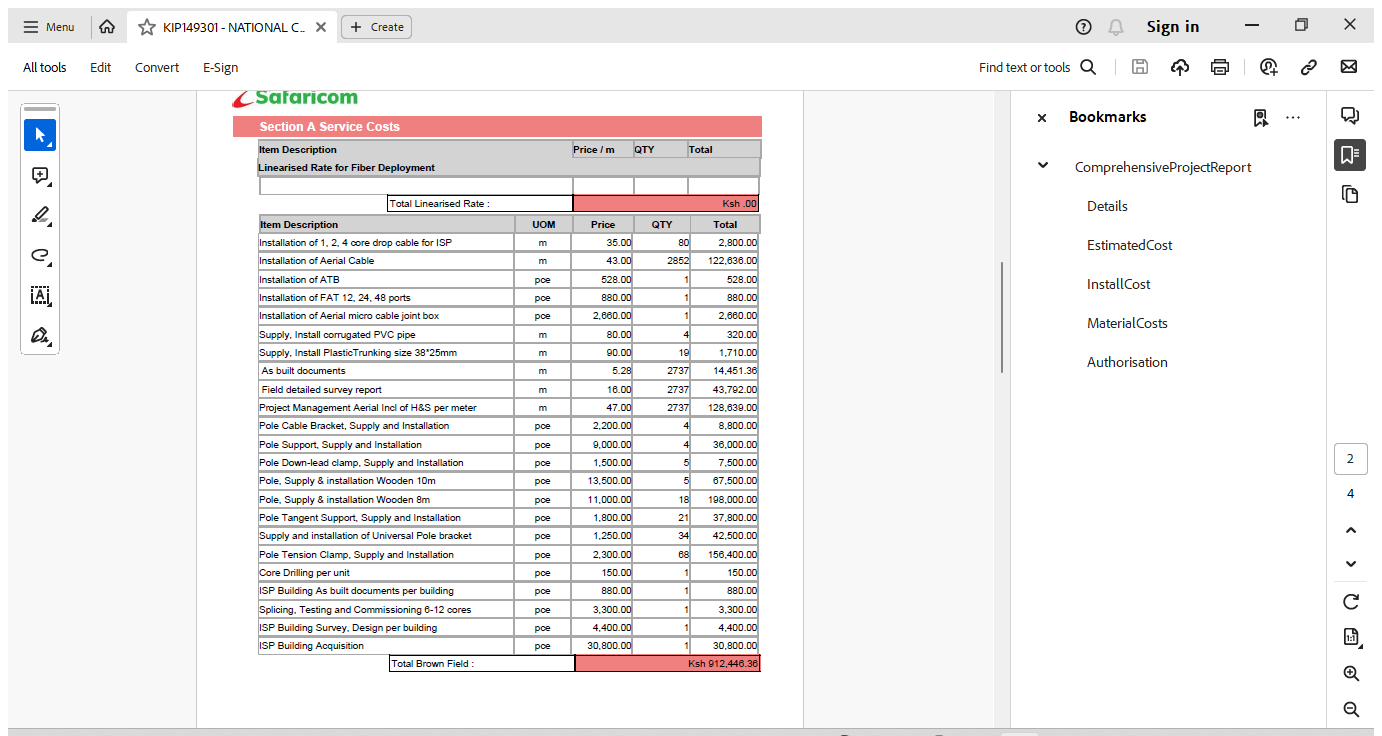 Menu
KIP149301 - NATIONAL C...
Create
Sign in
All tools Edit Convert E-Sign
Find text or tools
Safaricom
Section A Service Costs
Item Description Price / m QTY Total
Linearised Rate for Fiber Deployment
Total Linearised Rate : Ksh .00
Item Description UOM Price QTY Total
Installation of 1, 2, 4 core drop cable for ISP m 35.00 80 2,800.00
Installation of Aerial Cable m 43.00 2852 122,636.00
Installation of ATB pce 528.00 1 528.00
Installation of FAT 12, 24, 48 ports pce 880.00 1 880.00
Installation of Aerial micro cable joint box pce 2,660.00 1 2,660.00
Supply, Install corrugated PVC pipe m 80.00 4 320.00
Supply, Install PlasticTrunking size 38*25mm m 90.00 19 1,710.00
As built documents m 5.28 2737 14,451.36
Field detailed survey report m 16.00 2737 43,792.00
Project Management Aerial Incl of H&S per meter m 47.00 2737 128,639.00
Pole Cable Bracket, Supply and Installation pce 2,200.00 4 8,800.00
Pole Support, Supply and Installation pce 9,000.00 4 36,000.00
Pole Down-lead clamp, Supply and Installation pce 1,500.00 5 7,500.00
Pole, Supply & installation Wooden 10m pce 13,500.00 5 67,500.00
Pole, Supply & installation Wooden 8m pce 11,000.00 18 198,000.00
Pole Tangent Support, Supply and Installation pce 1,800.00 21 37,800.00
Supply and installation of Universal Pole bracket pce 1,250.00 34 42,500.00
Pole Tension Clamp, Supply and Installation pce 2,300.00 68 156,400.00
Core Drilling per unit pce 150.00 1 150.00
ISP Building As built documents per building pce 880.00 1 880.00
Splicing, Testing and Commissioning 6-12 cores pce 3,300.00 1 3,300.00
ISP Building Survey, Design per building pce 4,400.00 1 4,400.00
ISP Building Acquisition pce 30,800.00 1 30,800.00
Total Brown Field : Ksh 912,446.36
Bookmarks
ComprehensiveProjectReport
Details
EstimatedCost
InstallCost
MaterialCosts
Authorisation
2
4